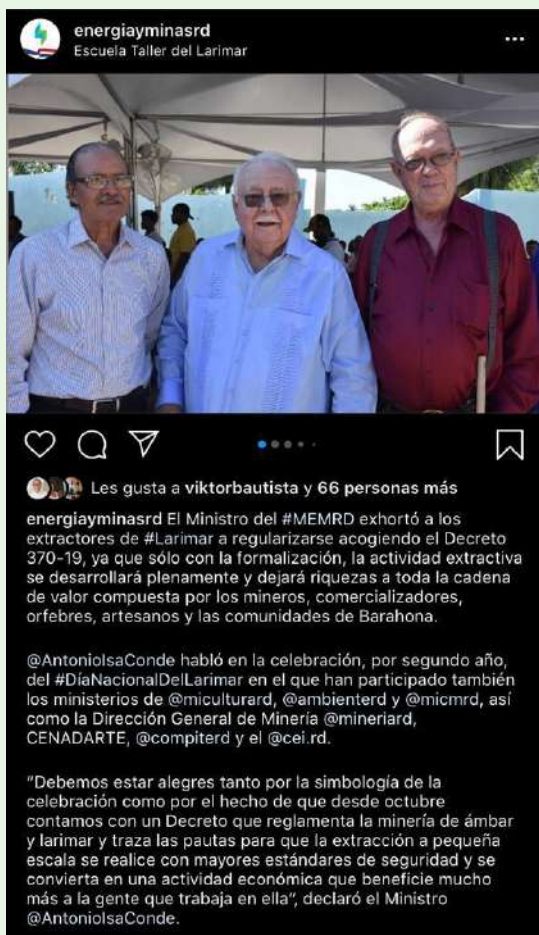 energiayminasrd
Escuela Taller del Larimar
Les gusta a viktorbautista y 66 personas más
energiayminasrd El Ministro del #MEMRD exhortó a los
extractores de #Larimar a regularizarse acogiendo el Decreto
370-19, ya que sólo con la formalización, la actividad extractiva
se desarrollará plenamente y dejará riquezas a toda la cadena
de valor compuesta por los mineros, comercializadores,
orfebres, artesanos y las comunidades de Barahona.
@AntonioIsaConde habló en la celebración, por segundo año,
del #DíaNacionalDelLarimar en el que han participado también
los ministerios de @miculturard, @ambienterd y @micmrd, así
como la Dirección General de Minería @mineriard,
CENADARTE, @compiterd y el @cei.rd.
"Debemos estar alegres tanto por la simbología de la
celebración como por el hecho de que desde octubre
contamos con un Decreto que reglamenta la minería de ámbar
y larimar y traza las pautas para que la extracción a pequeña
escala se realice con mayores estándares de seguridad y se
convierta en una actividad económica que beneficie mucho
más a la gente que trabaja en ella", declaró el Ministro
@AntonioIsaConde.